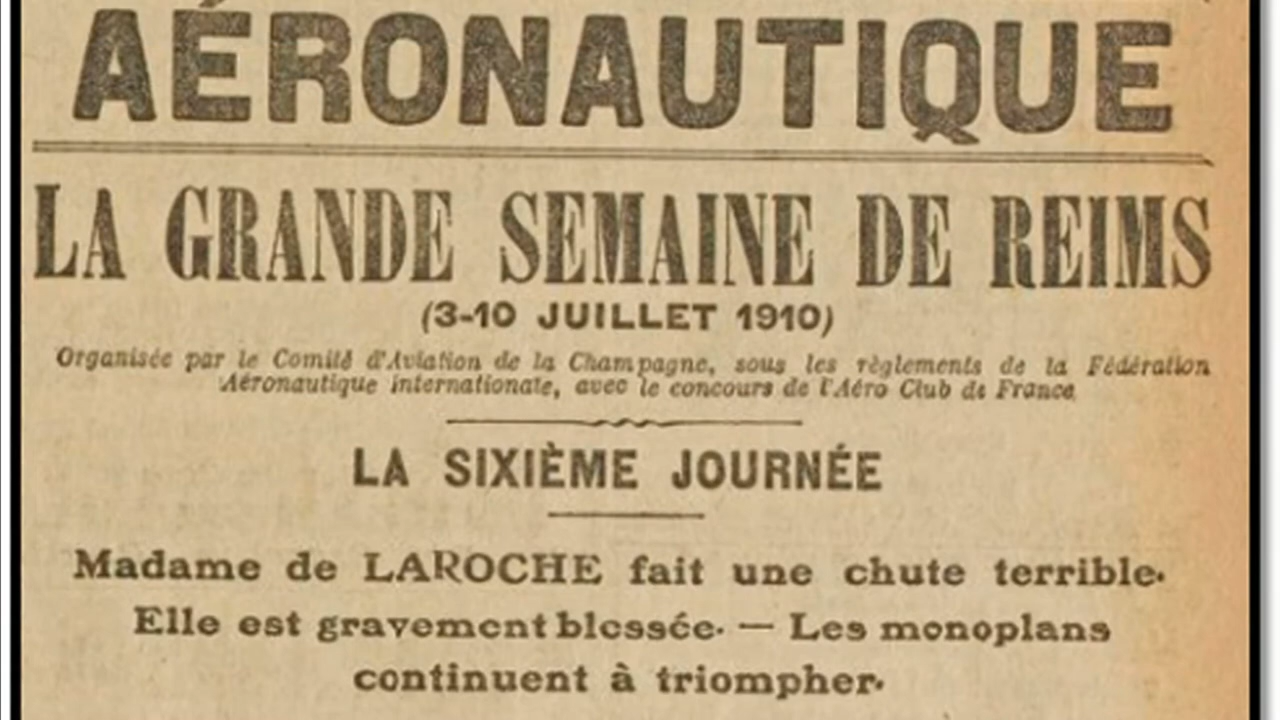 AÉRONAUTIQUE
LA GRANDE SEMAINE DE REIMS
(3-10 JUILLET 1910)
Organisée par le Comité d'Aviation de la Champagne, sous les règlements de la Fédération
Aéronautique Internationale, avec le concours de l'Aéro Club de France
LA SIXIÈME JOURNÉE
Madame de LAROCHE fait une chute terrible.
Elle est gravement blessée. — Les monoplans
continuent à triompher.